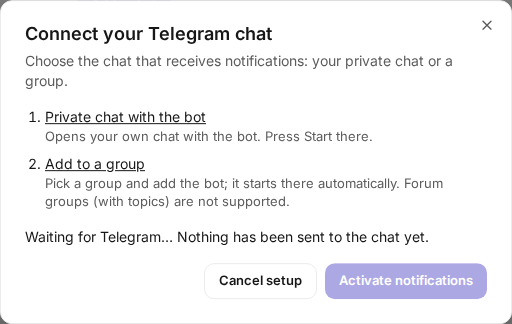 Connect your Telegram chat
Choose the chat that receives notifications: your private chat or a
group.
1. Private chat with the bot
Opens your own chat with the bot. Press Start there.
2. Add to a group
Pick a group and add the bot; it starts there automatically. Forum
groups (with topics) are not supported.
Waiting for Telegram... Nothing has been sent to the chat yet.
Cancel setup
Activate notifications